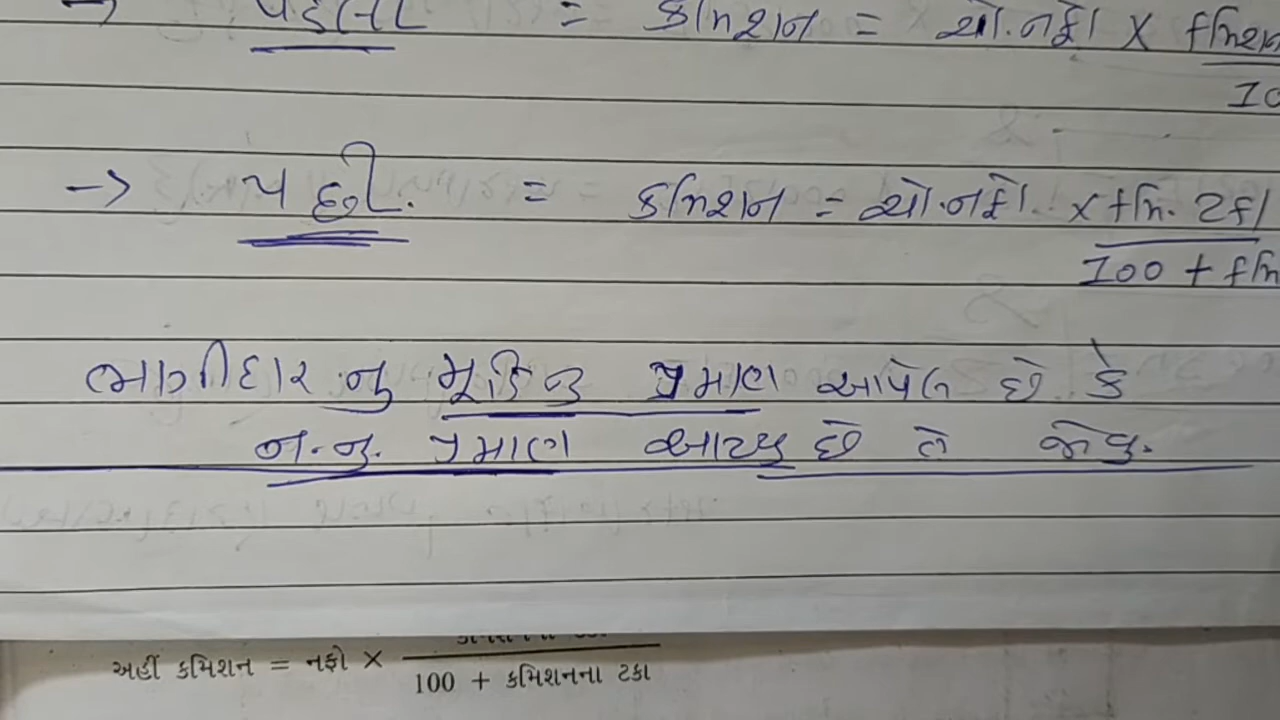 → પહેલા = કમિશન = ચો.નફો × કમિશન
10
→ પછી. = કમિશન = ચો.નફો. × કમિ. ટકા
100 + કમિ
ભાગીદાર નુ મૂડીનુ પ્રમાણ આપેલ છે કે
ન.નુ. પ્રમાણ આપ્યુ છે તે જોવુ.
અહીં કમિશન = નફો ×
100 + કમિશનના ટકા